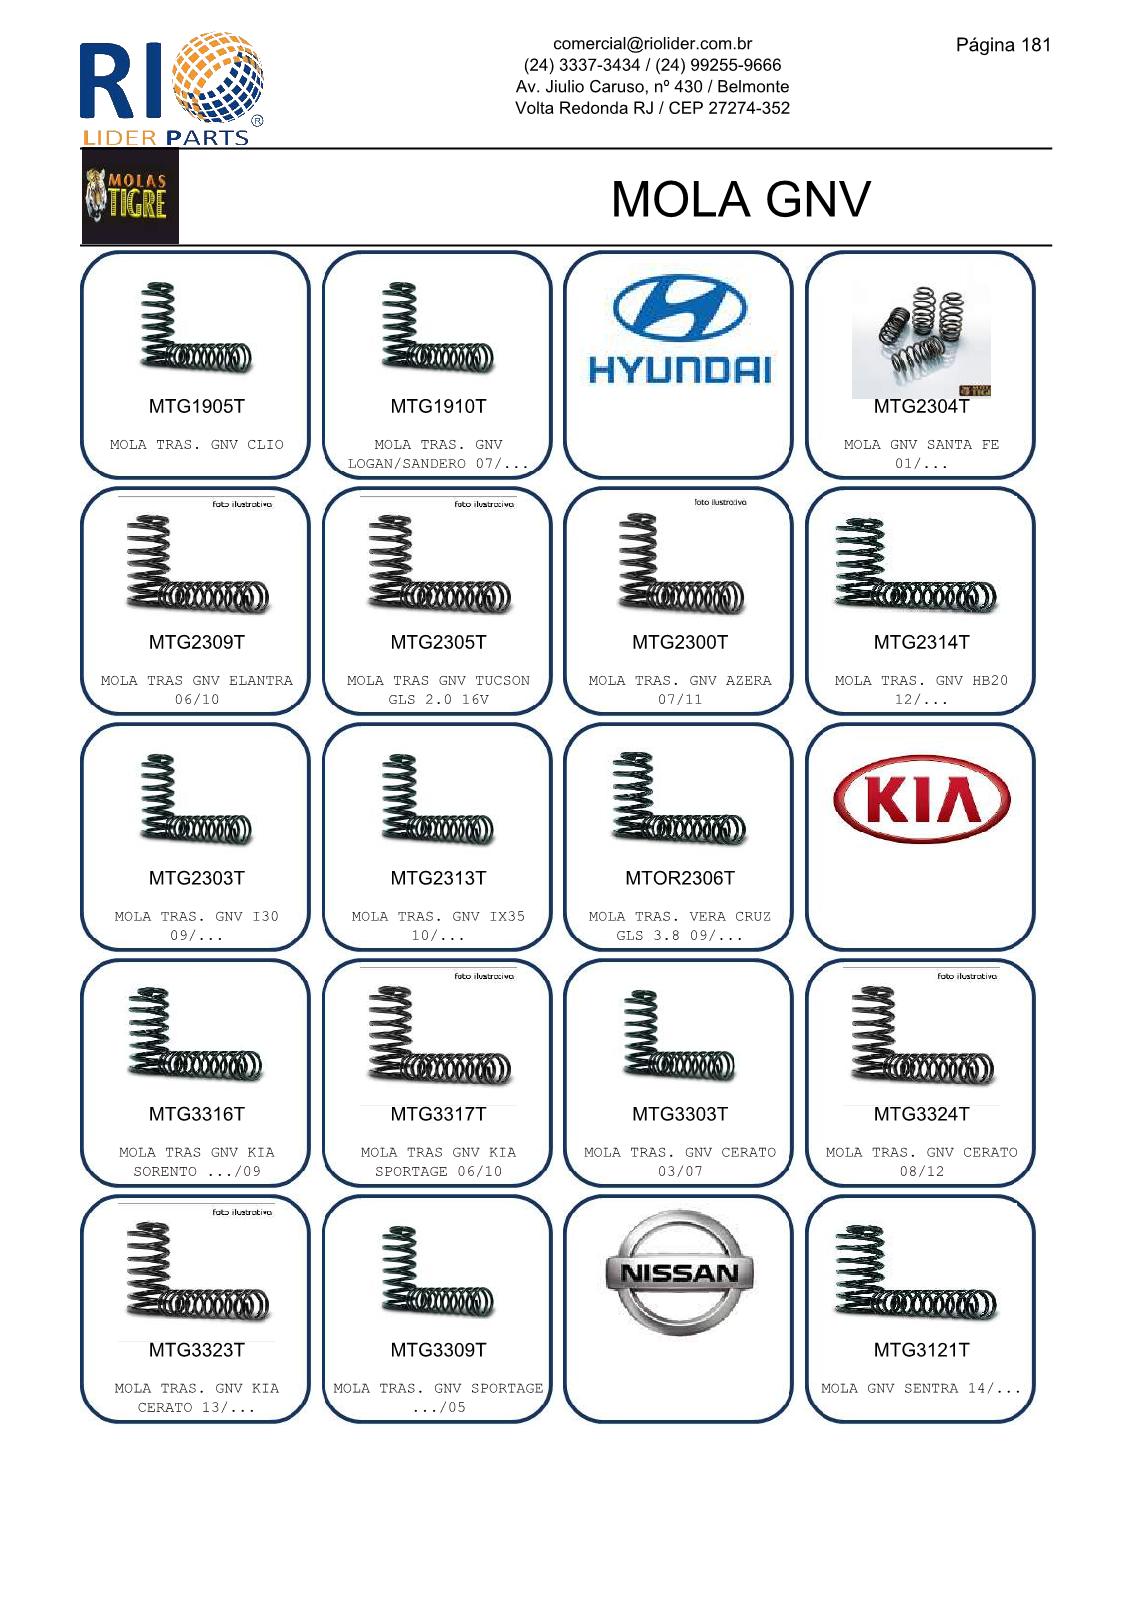 comercial@riolider.com.br
(24) 3337-3434 / (24) 99255-9666
Av. Jiulio Caruso, nº 430 / Belmonte
Volta Redonda RJ / CEP 27274-352
Página 181
RIO
LIDER PARTS
®
MOLAS
TIGRE
MOLA GNV
MTG1905T
MOLA TRAS. GNV CLIO
MTG1910T
MOLA TRAS. GNV
LOGAN/SANDERO 07/...
HYUNDAI
MTG2304T
MOLA GNV SANTA FE
01/...
foto ilustrativa
MTG2309T
MOLA TRAS GNV ELANTRA
06/10
foto ilustrativa
MTG2305T
MOLA TRAS GNV TUCSON
GLS 2.0 16V
foto ilustrativa
MTG2300T
MOLA TRAS. GNV AZERA
07/11
MTG2314T
MOLA TRAS. GNV HB20
12/...
MTG2303T
MOLA TRAS. GNV I30
09/...
MTG2313T
MOLA TRAS. GNV IX35
10/...
MTOR2306T
MOLA TRAS. VERA CRUZ
GLS 3.8 09/...
KIA
MTG3316T
MOLA TRAS GNV KIA
SORENTO .../09
foto ilustrativa
MTG3317T
MOLA TRAS GNV KIA
SPORTAGE 06/10
MTG3303T
MOLA TRAS. GNV CERATO
03/07
foto ilustrativa
MTG3324T
MOLA TRAS. GNV CERATO
08/12
foto ilustrativa
MTG3323T
MOLA TRAS. GNV KIA
CERATO 13/...
MTG3309T
MOLA TRAS. GNV SPORTAGE
.../05
NISSAN
MTG3121T
MOLA GNV SENTRA 14/...